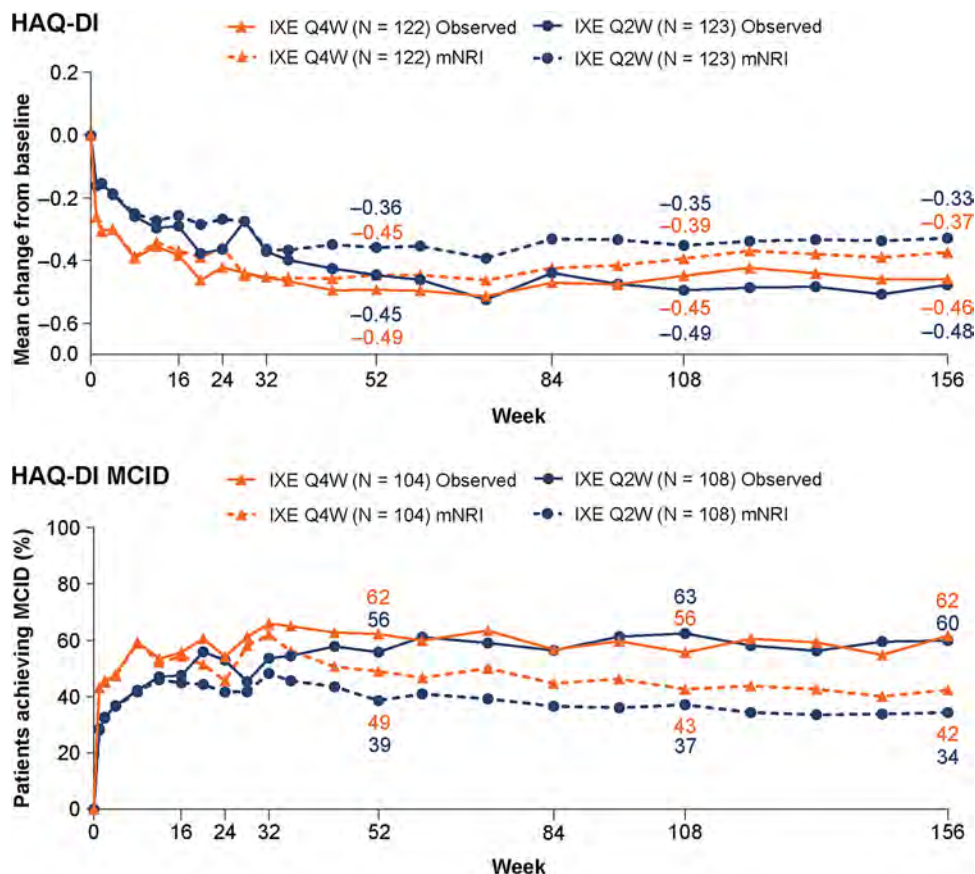 HAQ-DI
IXE Q4W (N = 122) Observed
IXE Q2W (N = 123) Observed
IXE Q4W (N = 122) mNRI
IXE Q2W (N = 123) mNRI
Mean change from baseline
0.2
0.0
–0.2
–0.4
–0.6
0.0
–0.36
–0.45
–0.35
–0.39
–0.33
–0.37
–0.45
–0.49
–0.45
–0.49
–0.46
–0.48
0 16 24 32 52 84 108 156
Week
HAQ-DI MCID
IXE Q4W (N = 104) Observed
IXE Q2W (N = 108) Observed
IXE Q4W (N = 104) mNRI
IXE Q2W (N = 108) mNRI
Patients achieving MCID (%)
100
80
60
40
20
0
62
56
63
56
62
60
49
39
43
37
42
34
0 16 24 32 52 84 108 156
Week